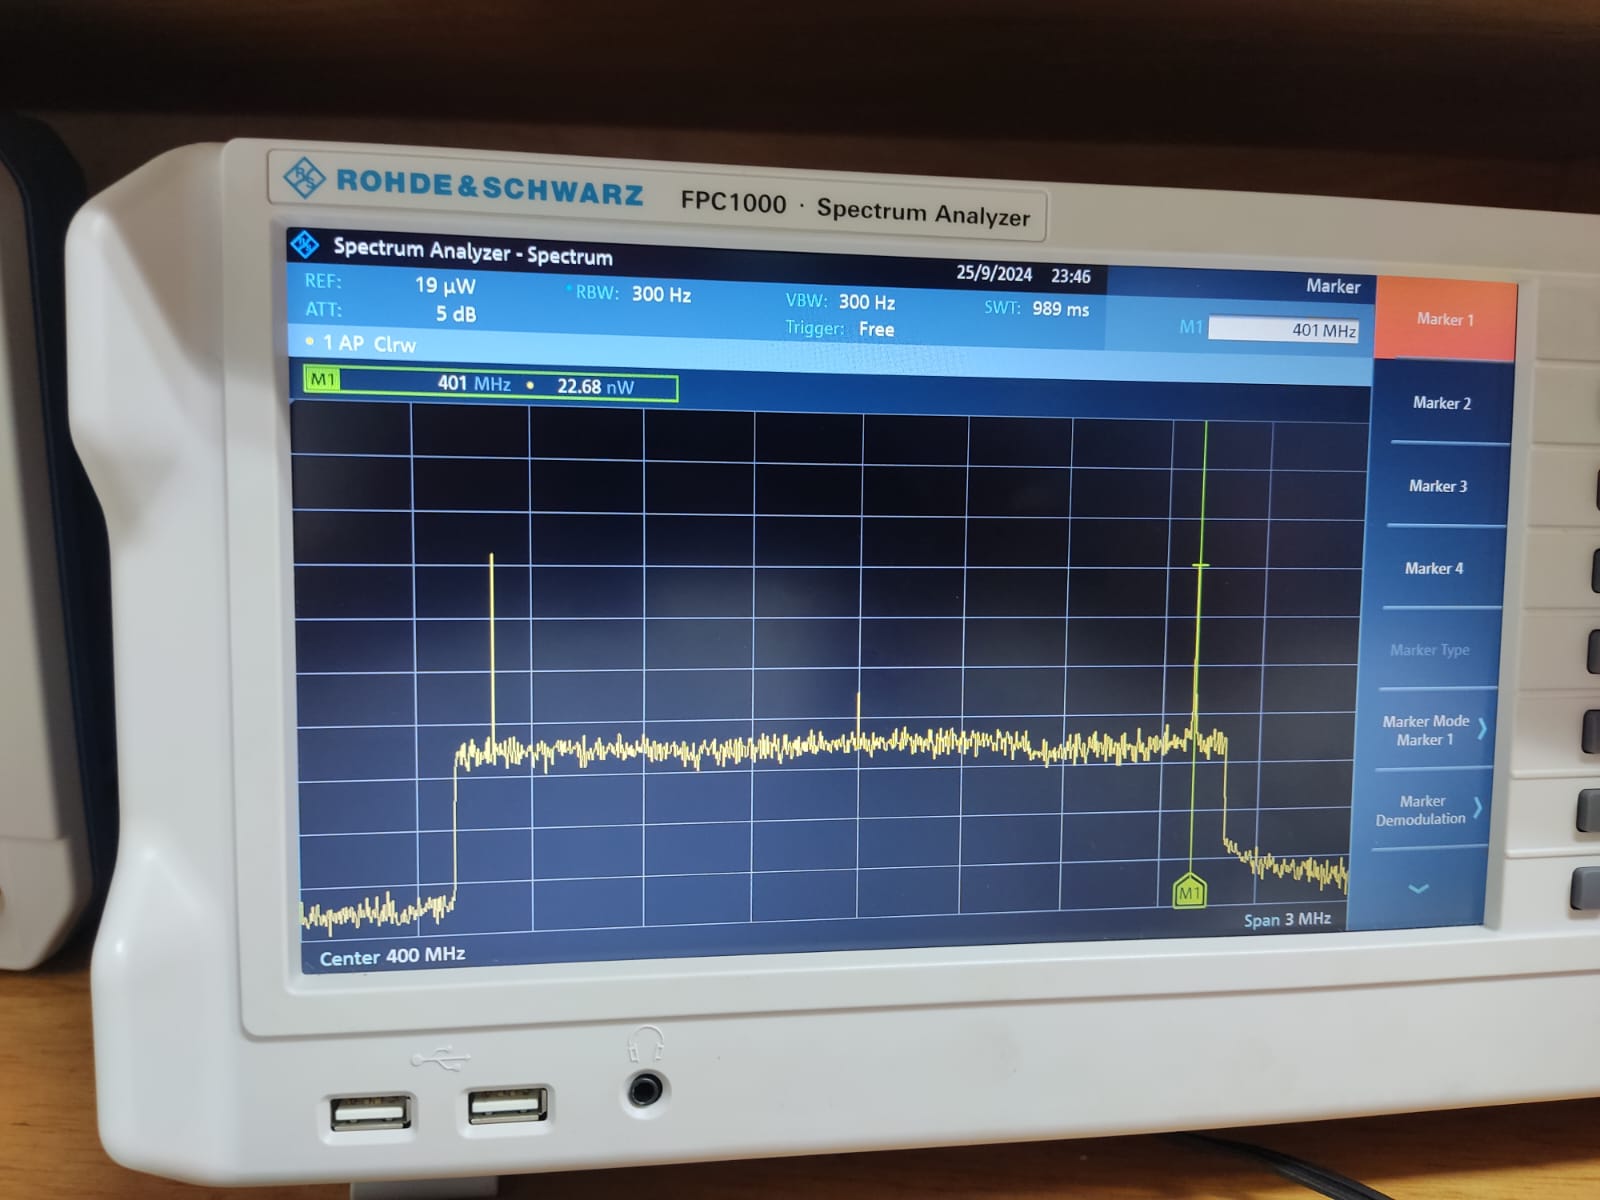 ROHDE & SCHWARZ FPC1000 · Spectrum Analyzer
Spectrum Analyzer - Spectrum
25/9/2024 23:46
REF: 19 µW
RBW: 300 Hz
VBW: 300 Hz
SWT: 989 ms
ATT: 5 dB
Trigger: Free
1 AP Clrw
Marker
M1 401 MHz
M1 401 MHz • 22.68 nW
Marker 1
Marker 2
Marker 3
Marker 4
Marker Type
Marker Mode
Marker 1
Marker
Demodulation
M1
Center 400 MHz
Span 3 MHz